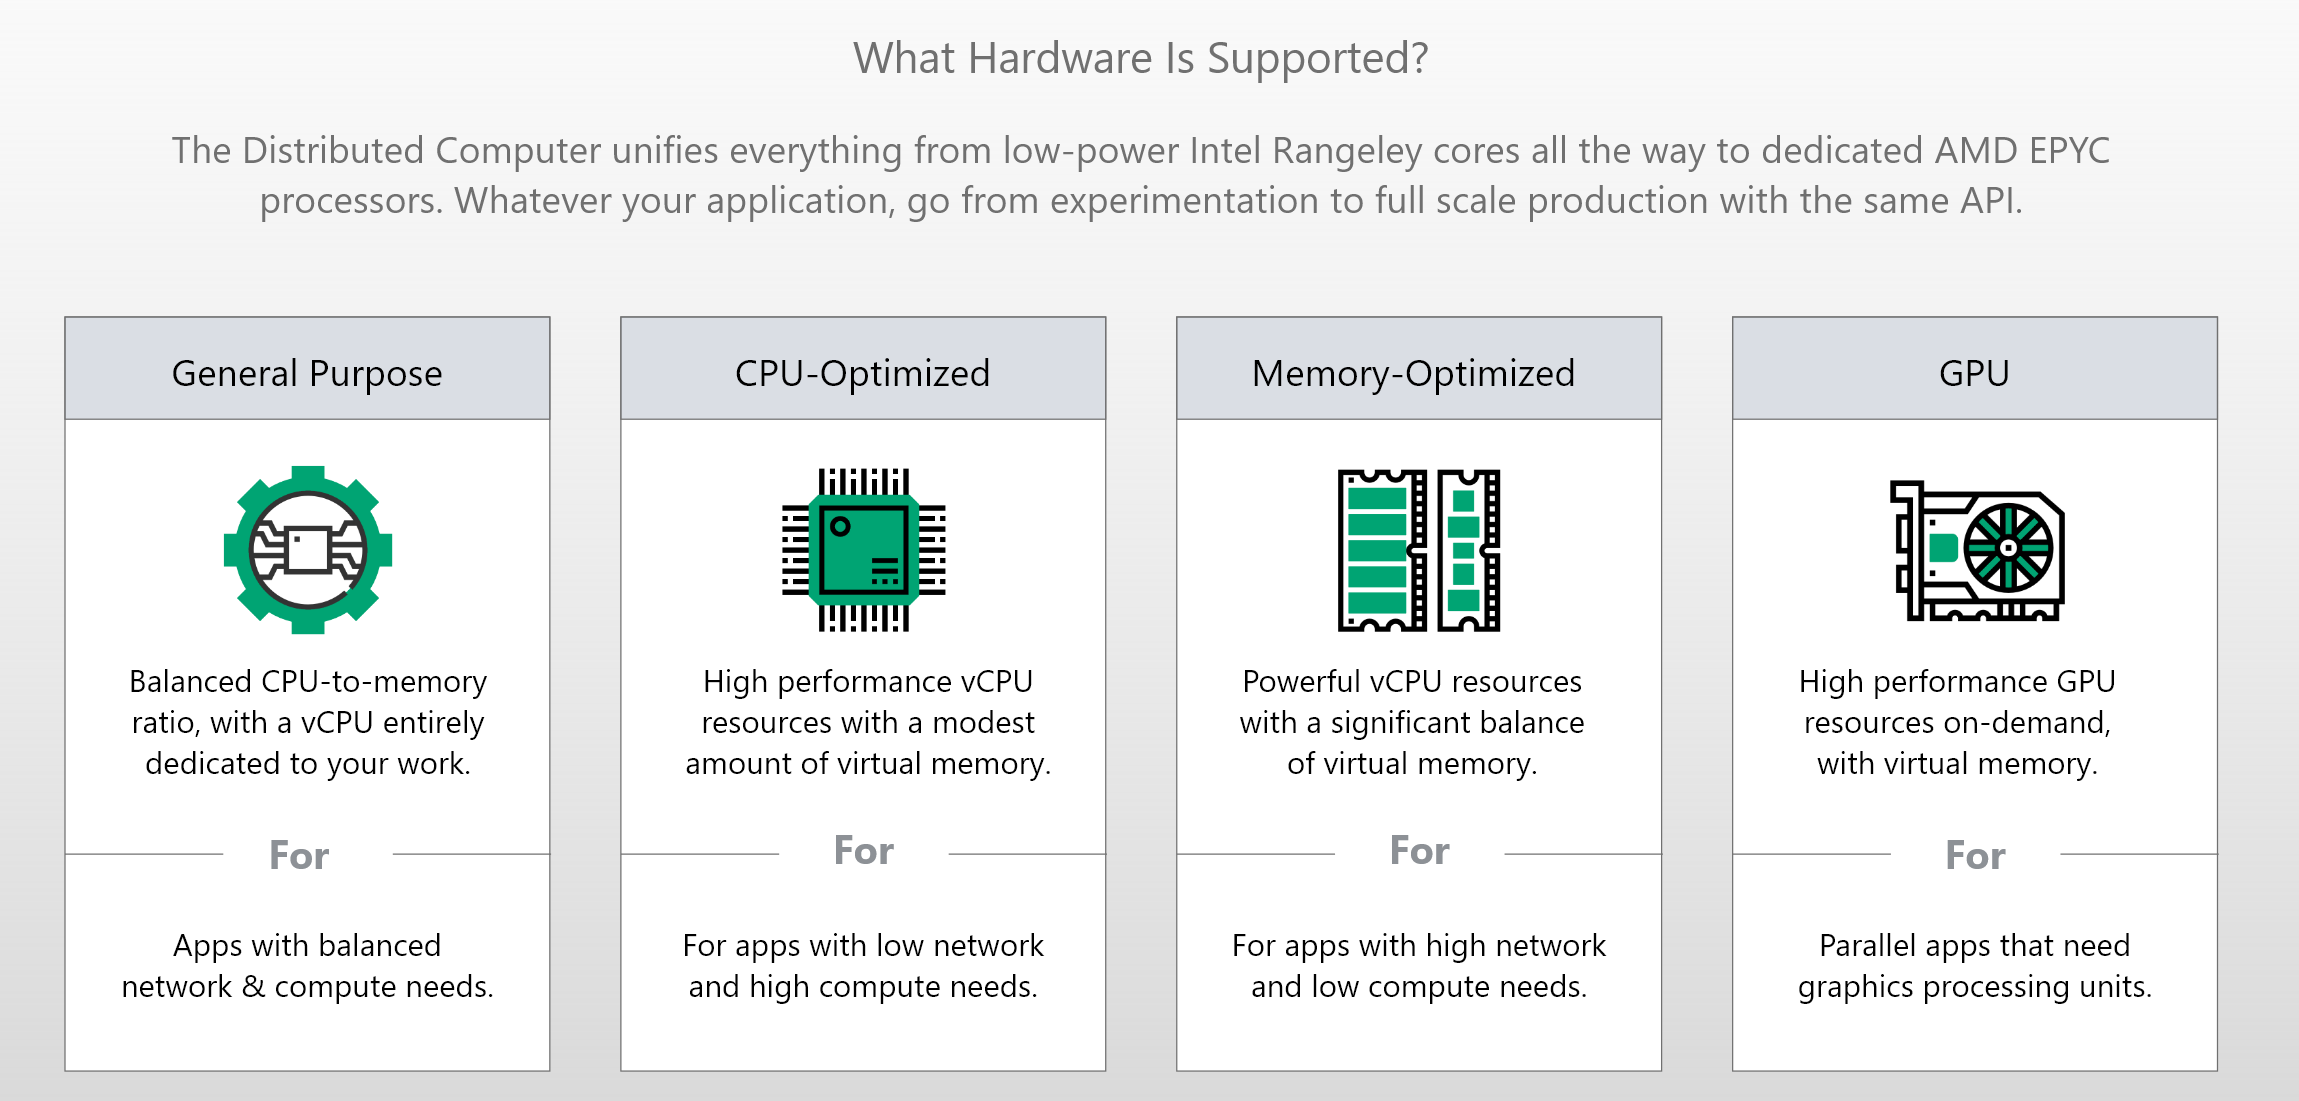 What Hardware Is Supported?
The Distributed Computer unifies everything from low-power Intel Rangeley cores all the way to dedicated AMD EPYC
processors. Whatever your application, go from experimentation to full scale production with the same API.
General Purpose
Balanced CPU-to-memory
ratio, with a vCPU entirely
dedicated to your work.
For
Apps with balanced
network & compute needs.
CPU-Optimized
High performance vCPU
resources with a modest
amount of virtual memory.
For
For apps with low network
and high compute needs.
Memory-Optimized
Powerful vCPU resources
with a significant balance
of virtual memory.
For
For apps with high network
and low compute needs.
GPU
High performance GPU
resources on-demand,
with virtual memory.
For
Parallel apps that need
graphics processing units.